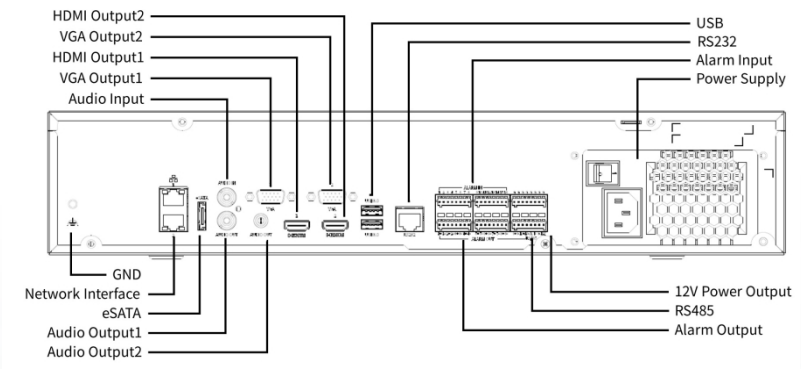 HDMI Output2
VGA Output2
HDMI Output1
VGA Output1
Audio Input
USB
RS232
Alarm Input
Power Supply
GND
Network Interface
eSATA
Audio Output1
Audio Output2
12V Power Output
RS485
Alarm Output